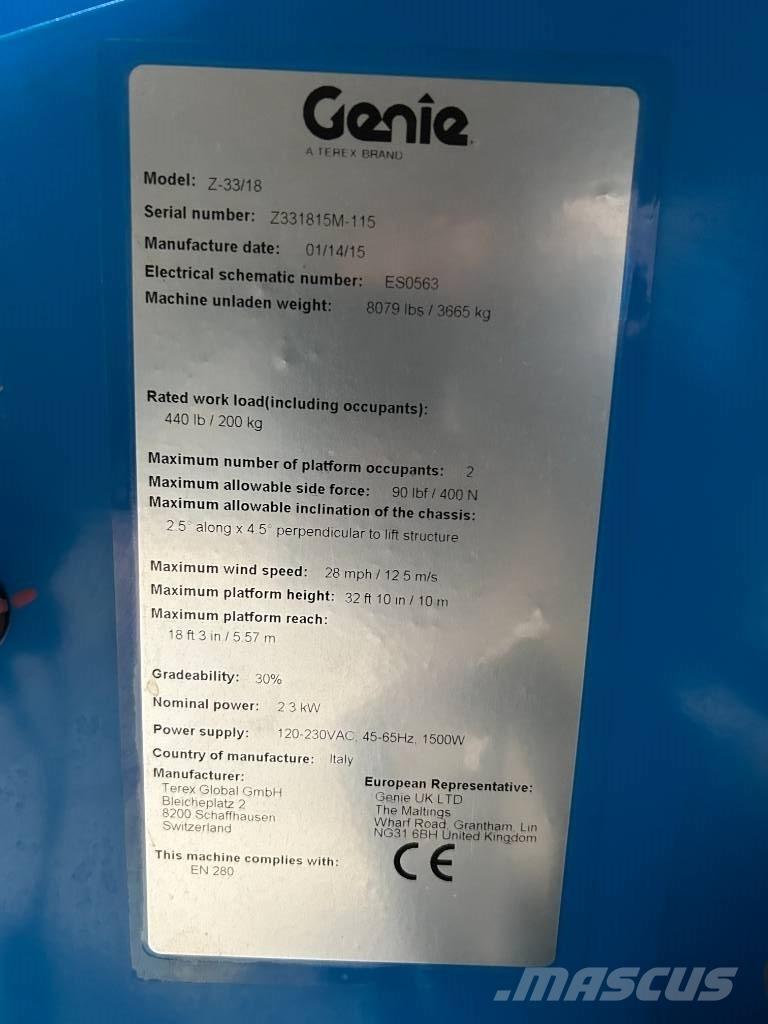 Genie
A TEREX BRAND
Model: Z-33/18
Serial number: Z331815M-115
Manufacture date: 01/14/15
Electrical schematic number: ES0563
Machine unladen weight: 8079 lbs / 3665 kg
Rated work load(including occupants):
440 lb / 200 kg
Maximum number of platform occupants: 2
Maximum allowable side force: 90 lbf / 400 N
Maximum allowable inclination of the chassis:
2.5° along x 4.5° perpendicular to lift structure
Maximum wind speed: 28 mph / 12.5 m/s
Maximum platform height: 32 ft 10 in / 10 m
Maximum platform reach:
18 ft 3 in / 5.57 m
Gradeability: 30%
Nominal power: 2.3 kW
Power supply: 120-230VAC, 45-65Hz, 1500W
Country of manufacture: Italy
Manufacturer:
Terex Global GmbH
Bleicheplatz 2
8200 Schaffhausen
Switzerland
European Representative:
Genie UK LTD
The Maltings
Wharf Road, Grantham, Lin
NG31 6BH United Kingdom
This machine complies with:
EN 280
CE
.MASCUS